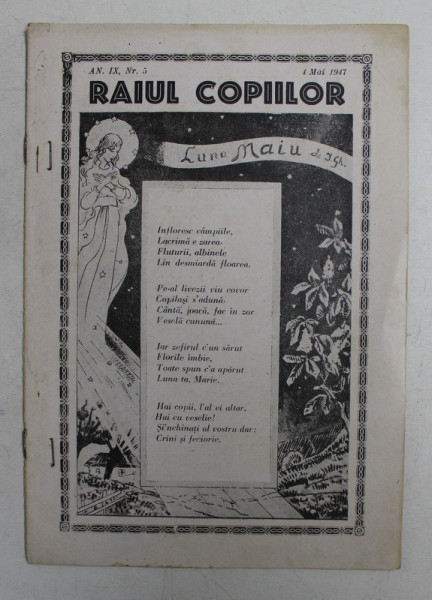 AN. IX, Nr. 5
4 Mai 1947
RAIUL COPIILOR
Luna Maiu de I. Gh.
Infloresc câmpiile,
Lacrimă e zarea.
Fluturii, albinele
Lin desmiardă floarea.
Pe-al livezii viu covor
Copilași s'adună,
Cântă, joacă, fac în zor
Veselă cunună...
Iar zefirul c'un sărut
Florile îmbie,
Toate spun c'a apărut
Luna ta, Marie.
Hai copii, l'al ei altar,
Hai cu veselie!
Și'nchinați al vostru dar:
Crini și feciorie.